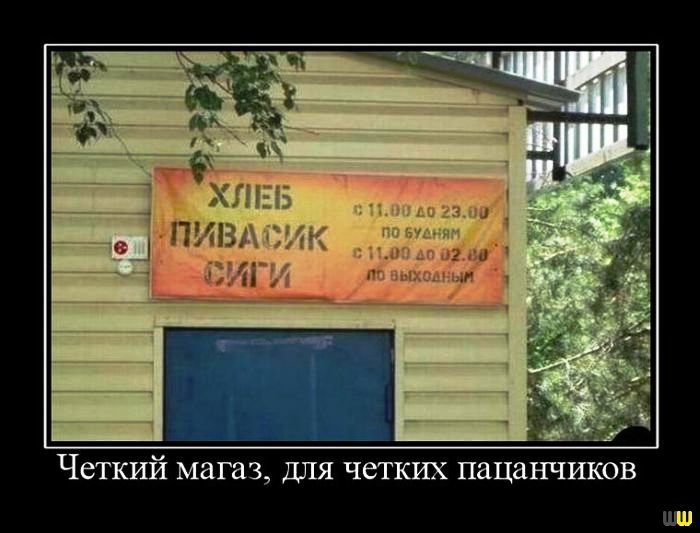 ХЛЕБ
ПИВАСИК
СИГИ
с 11.00 до 23.00
по будням
с 11.00 до 02.00
по выходным
Четкий магаз, для четких пацанчиков
WW